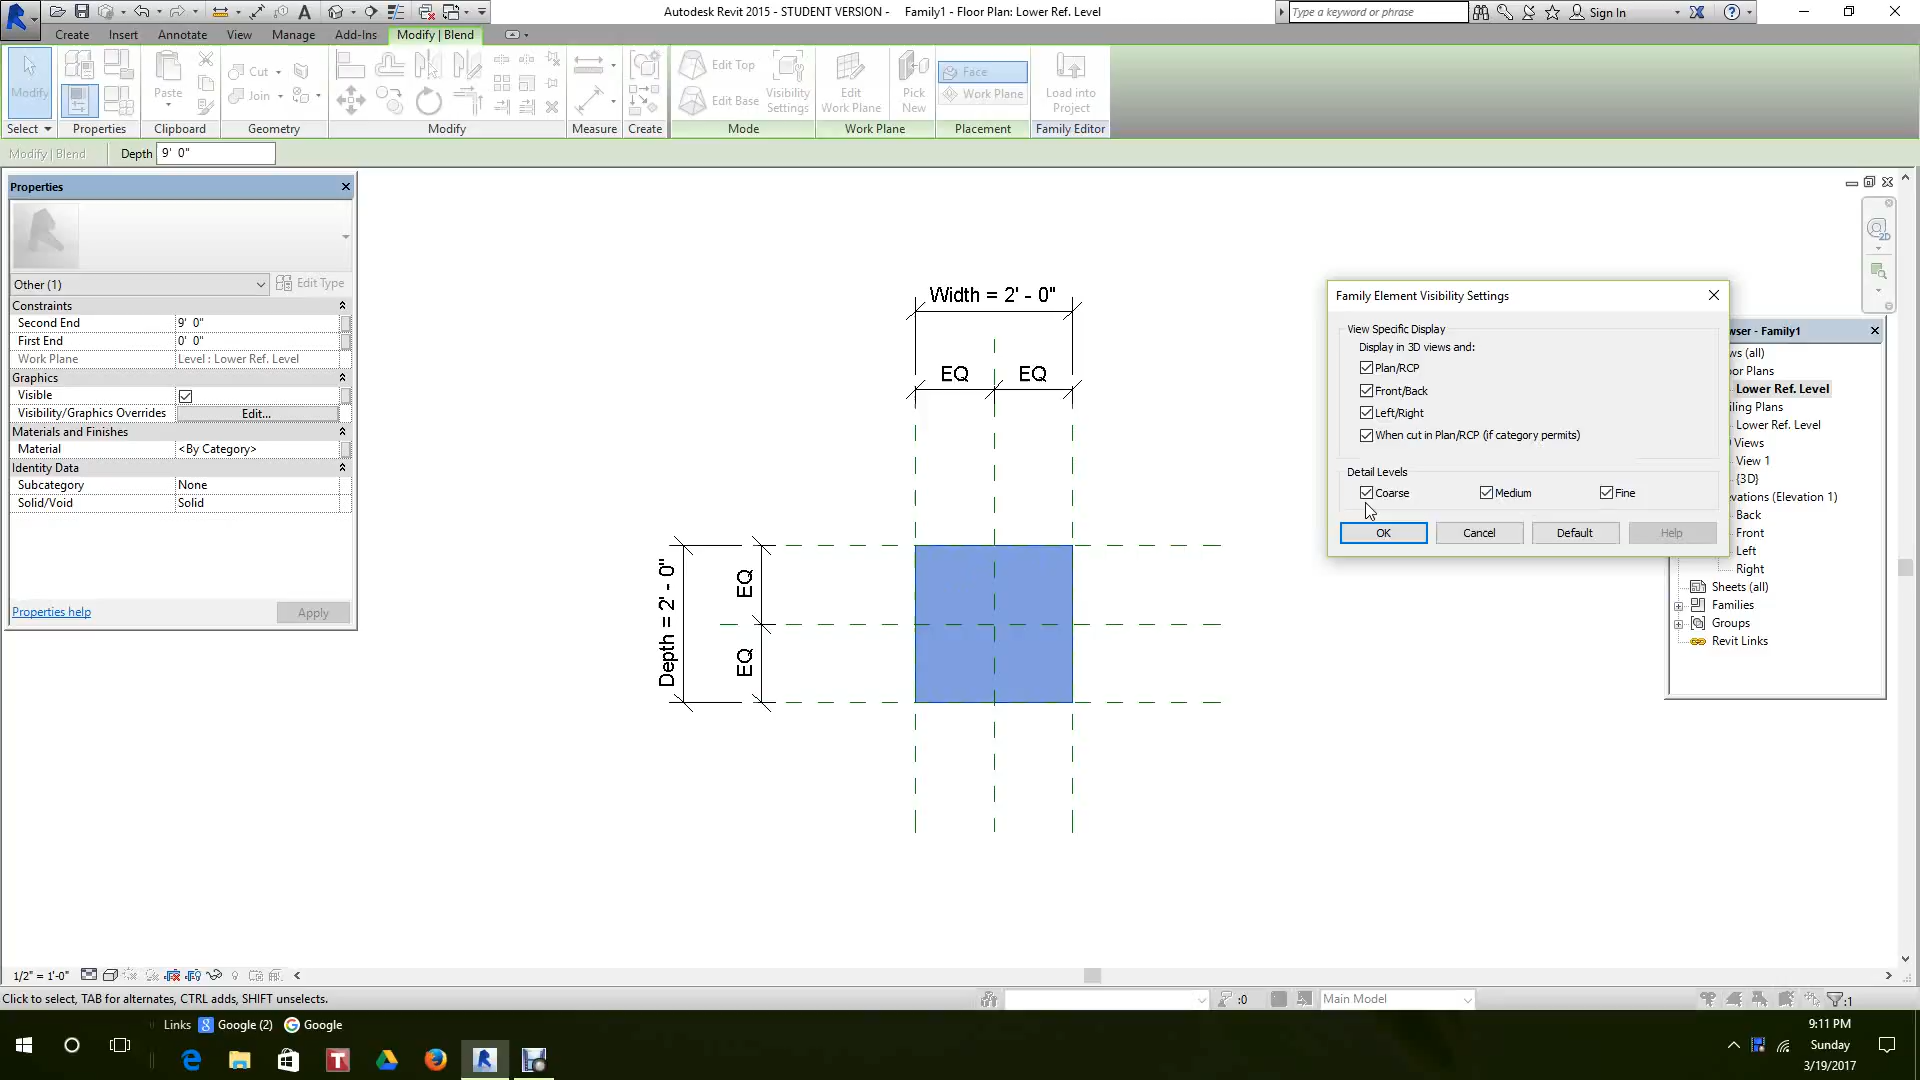 Autodesk Revit 2015 - STUDENT VERSION - Family1 - Floor Plan: Lower Ref. Level
Type a keyword or phrase
Sign In
Create Insert Annotate View Manage Add-Ins Modify | Blend
Modify
Paste
Cut
Join
Edit Top
Edit Base
Visibility Settings
Edit Work Plane
Pick New
Face
Work Plane
Load into Project
Select Properties Clipboard Geometry Modify Measure Create Mode Work Plane Placement Family Editor
Modify | Blend Depth 9' 0"
Properties
Other (1) Edit Type
Constraints
Second End 9' 0"
First End 0' 0"
Work Plane Level : Lower Ref. Level
Graphics
Visible
Visibility/Graphics Overrides Edit...
Materials and Finishes
Material <By Category>
Identity Data
Subcategory None
Solid/Void Solid
Properties help Apply
Width = 2' - 0"
EQ EQ
Depth = 2' - 0"
EQ
EQ
Family Element Visibility Settings
View Specific Display
Display in 3D views and:
Plan/RCP
Front/Back
Left/Right
When cut in Plan/RCP (if category permits)
Detail Levels
Coarse Medium Fine
OK Cancel Default Help
wser - Family1
ws (all)
or Plans
Lower Ref. Level
iling Plans
Lower Ref. Level
Views
View 1
{3D}
evations (Elevation 1)
Back
Front
Left
Right
Sheets (all)
Families
Groups
Revit Links
1/2" = 1'-0"
Click to select, TAB for alternates, CTRL adds, SHIFT unselects.
:0
Main Model
:1
Links Google (2) Google
9:11 PM
Sunday
3/19/2017